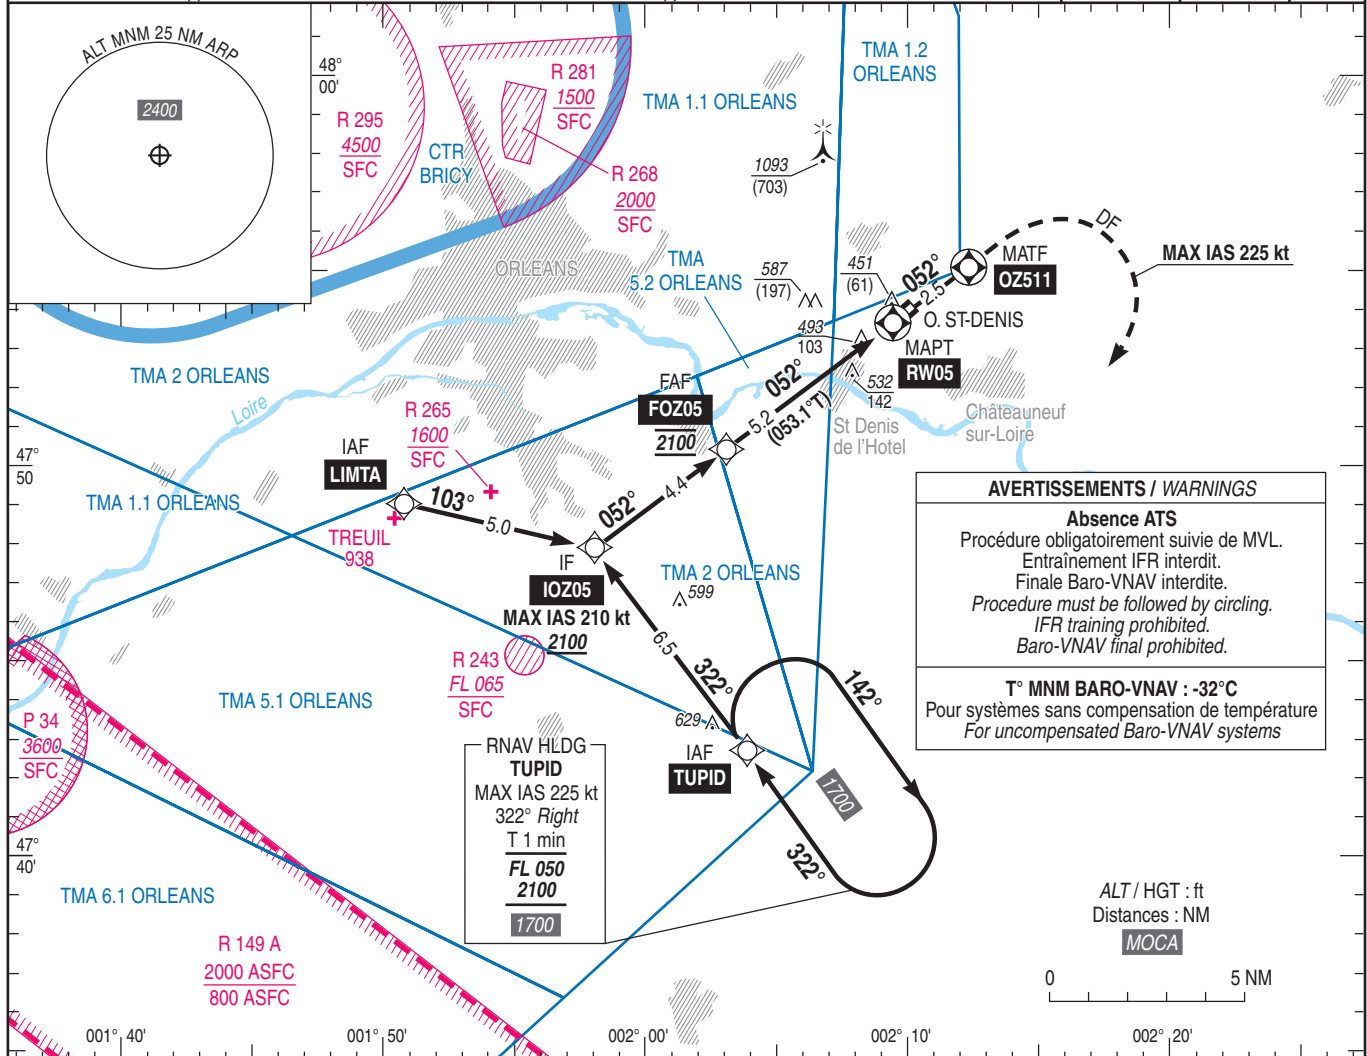 ALT MNM 25 NM ARP
2400
48°
00'
R 295
4500
SFC
CTR
BRICY
R 281
1500
SFC
R 268
2000
SFC
TMA 1.1 ORLEANS
TMA 1.2
ORLEANS
1093
(703)
ORLEANS
TMA
5.2 ORLEANS
587
(197)
451
(61)
052°
2.5
DF
MATF
OZ511
MAX IAS 225 kt
O. ST-DENIS
MAPT
RW05
493
103
532
142
052°
5.2
(053.1°T)
FAF
FOZ05
2100
St Denis
de l'Hotel
Châteauneuf
sur-Loire
TMA 2 ORLEANS
Loire
R 265
1600
SFC
IAF
LIMTA
47°
50
TMA 1.1 ORLEANS
TREUIL
938
103°
5.0
052°
4.4
IF
IOZ05
MAX IAS 210 kt
2100
TMA 2 ORLEANS
599
6.5
322°
142°
R 243
FL 065
SFC
629
IAF
TUPID
1700
322°
TMA 5.1 ORLEANS
P 34
3600
SFC
RNAV HLDG
TUPID
MAX IAS 225 kt
322° Right
T 1 min
FL 050
2100
1700
47°
40'
TMA 6.1 ORLEANS
R 149 A
2000 ASFC
800 ASFC
AVERTISSEMENTS / WARNINGS
Absence ATS
Procédure obligatoirement suivie de MVL.
Entraînement IFR interdit.
Finale Baro-VNAV interdite.
Procedure must be followed by circling.
IFR training prohibited.
Baro-VNAV final prohibited.
T° MNM BARO-VNAV : -32°C
Pour systèmes sans compensation de température
For uncompensated Baro-VNAV systems
ALT / HGT : ft
Distances : NM
MOCA
0 5 NM
001° 40' 001° 50' 002° 00' 002° 10' 002° 20'